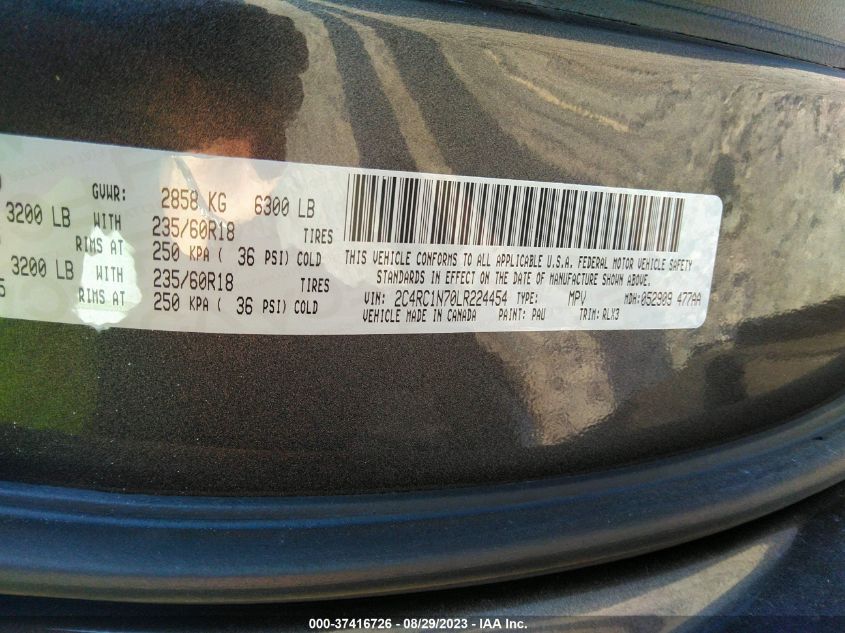 GVWR: 2858 KG 6300 LB
3200 LB WITH 235/60R18 TIRES
RIMS AT 250 KPA ( 36 PSI) COLD
3200 LB WITH 235/60R18 TIRES
RIMS AT 250 KPA ( 36 PSI) COLD
THIS VEHICLE CONFORMS TO ALL APPLICABLE U.S.A. FEDERAL MOTOR VEHICLE SAFETY
STANDARDS IN EFFECT ON THE DATE OF MANUFACTURE SHOWN ABOVE.
VIN: 2C4RC1N70LR224454 TYPE: MPV MDH: 052909 477AA
VEHICLE MADE IN CANADA PAINT: PAU TRIM: RLX3
000-37416726 - 08/29/2023 - IAA Inc.